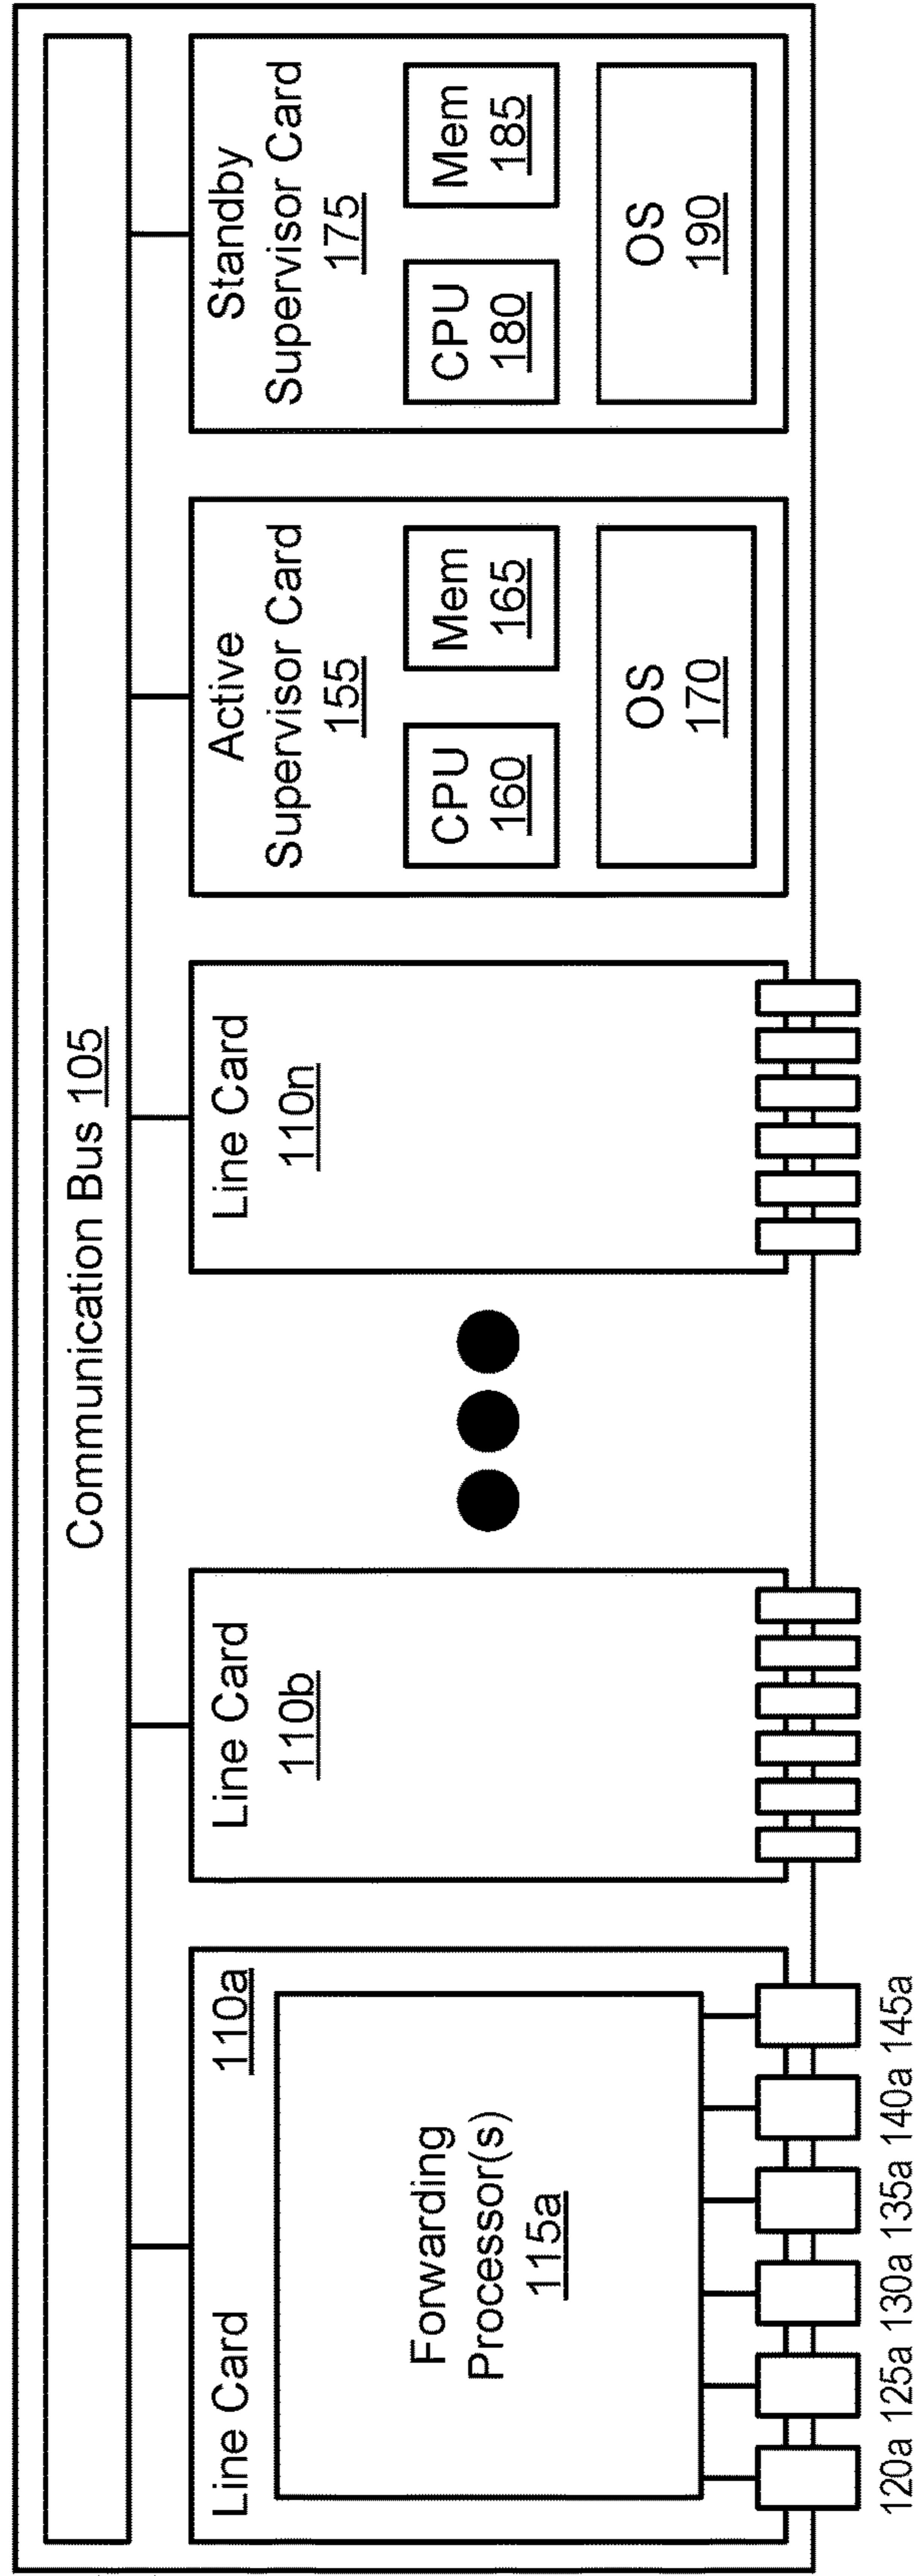 Communication Bus 105
Line Card 110a
Forwarding
Processor(s)
115a
120a 125a 130a 135a 140a 145a
Line Card
110b
Line Card
110n
Active
Supervisor Card
155
CPU
160
Mem
165
OS
170
Standby
Supervisor Card
175
CPU
180
Mem
185
OS
190